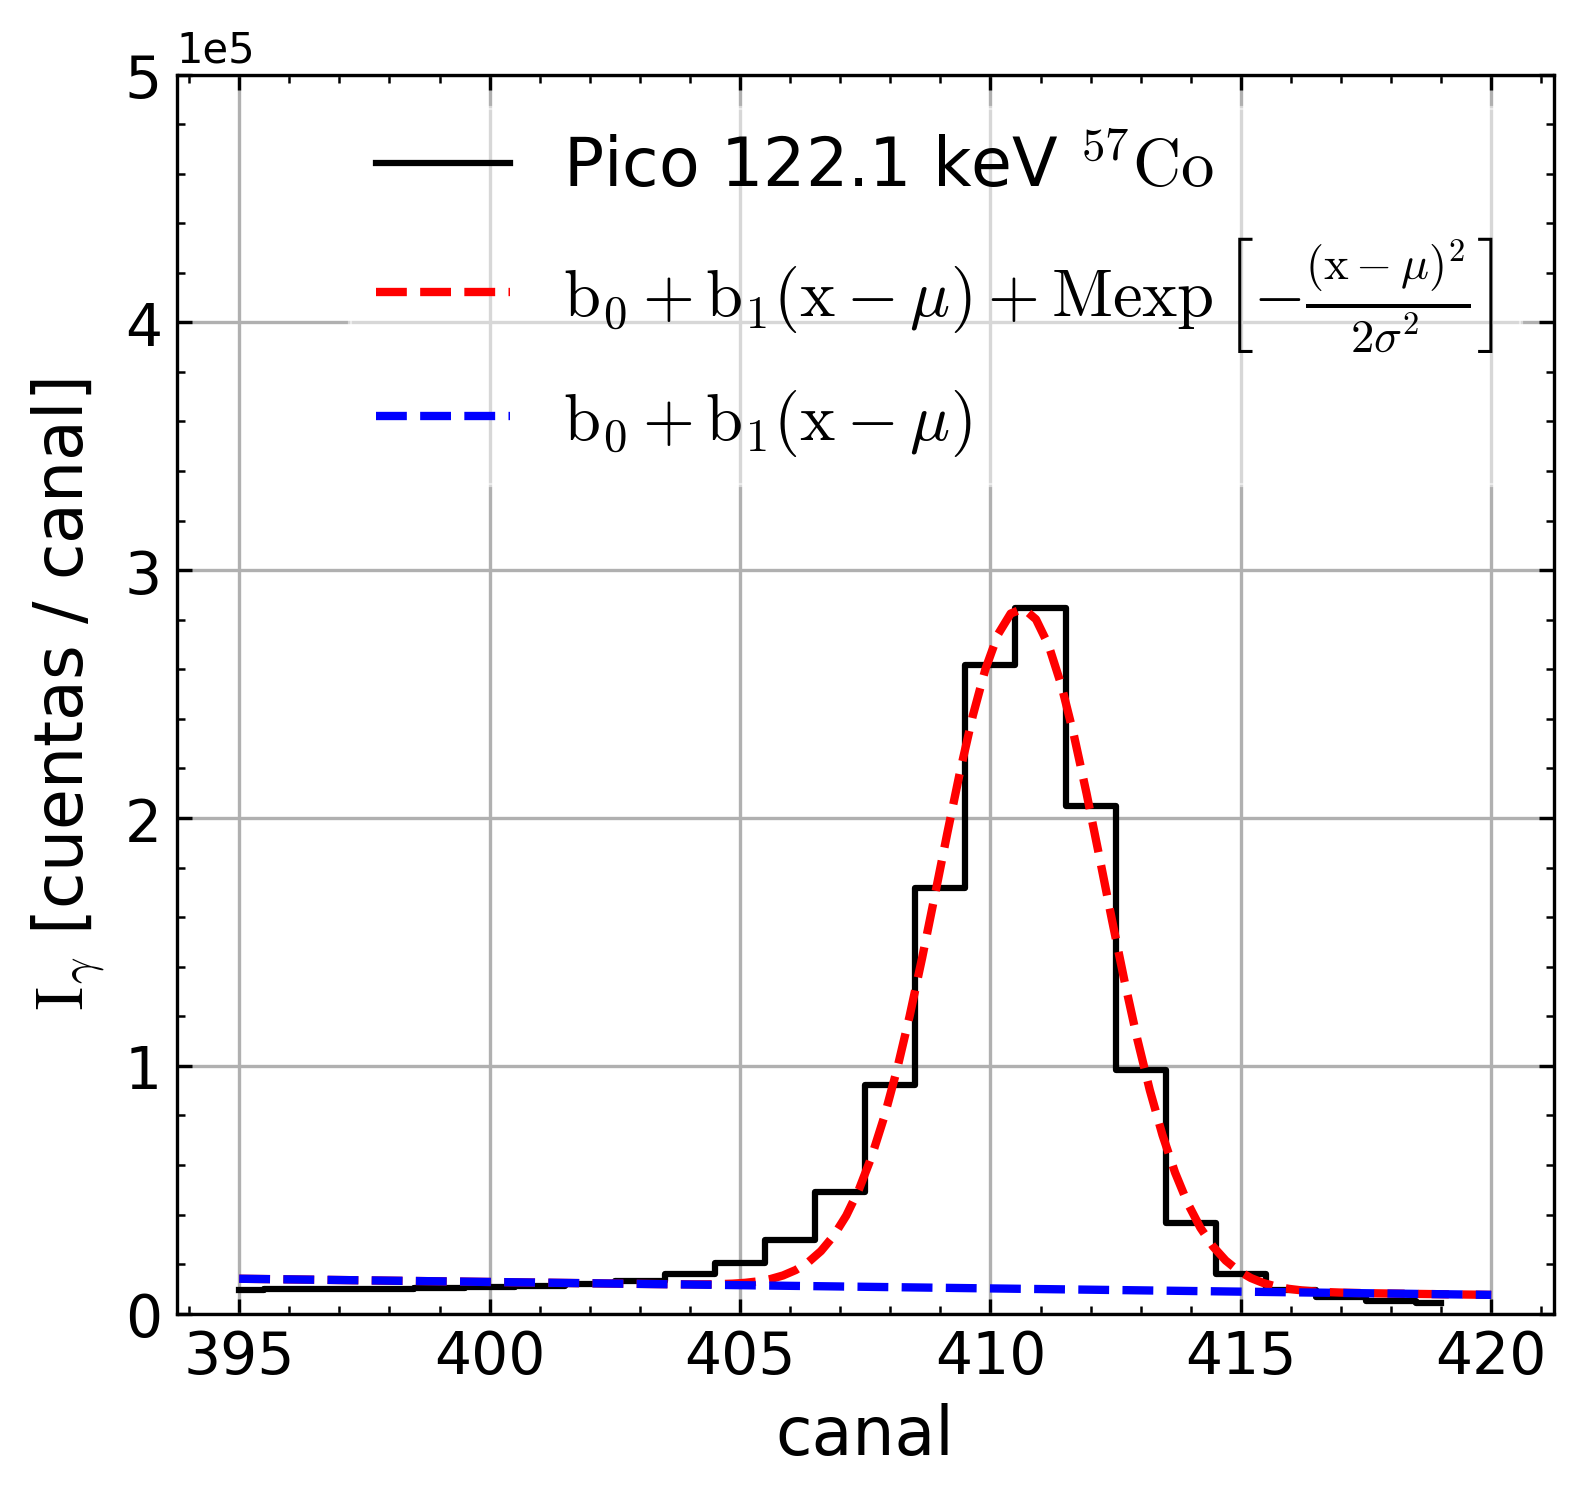 1e5
5
4
3
2
1
0
I_γ [cuentas / canal]
Pico 122.1 keV ⁵⁷Co
b₀ + b₁(x − μ) + Mexp [−(x − μ)²/2σ²]
b₀ + b₁(x − μ)
395 400 405 410 415 420
canal